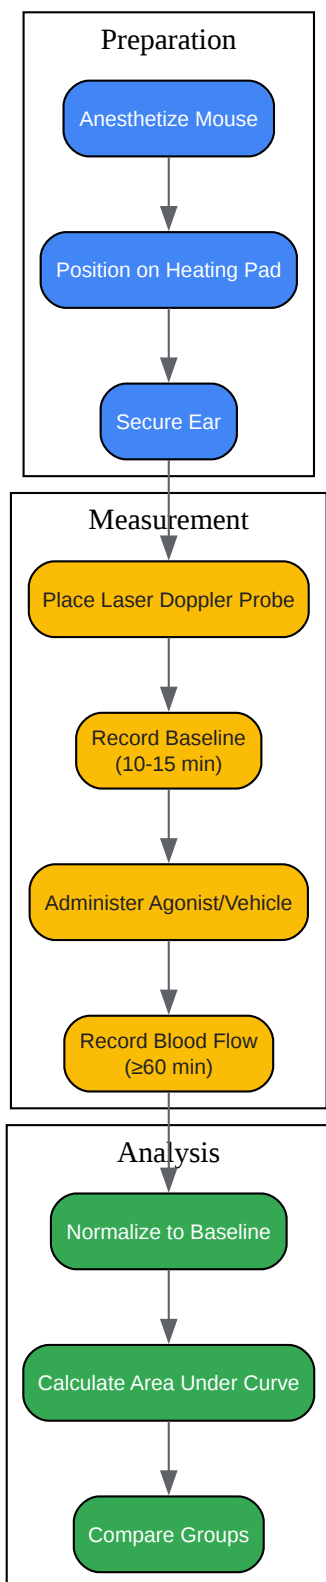 Preparation
Anesthetize Mouse
Position on Heating Pad
Secure Ear
Measurement
Place Laser Doppler Probe
Record Baseline
(10-15 min)
Administer Agonist/Vehicle
Record Blood Flow
(≥60 min)
Analysis
Normalize to Baseline
Calculate Area Under Curve
Compare Groups